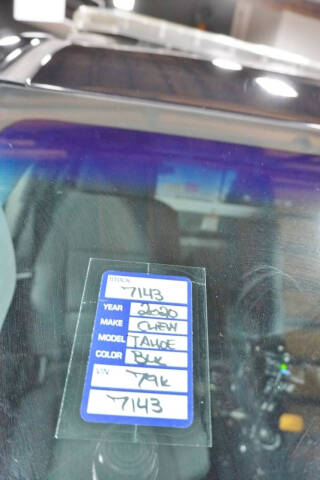 STOCK
7143
YEAR 2020
MAKE CHEV
MODEL TAHOE
COLOR BLK
VIN 79K
7143